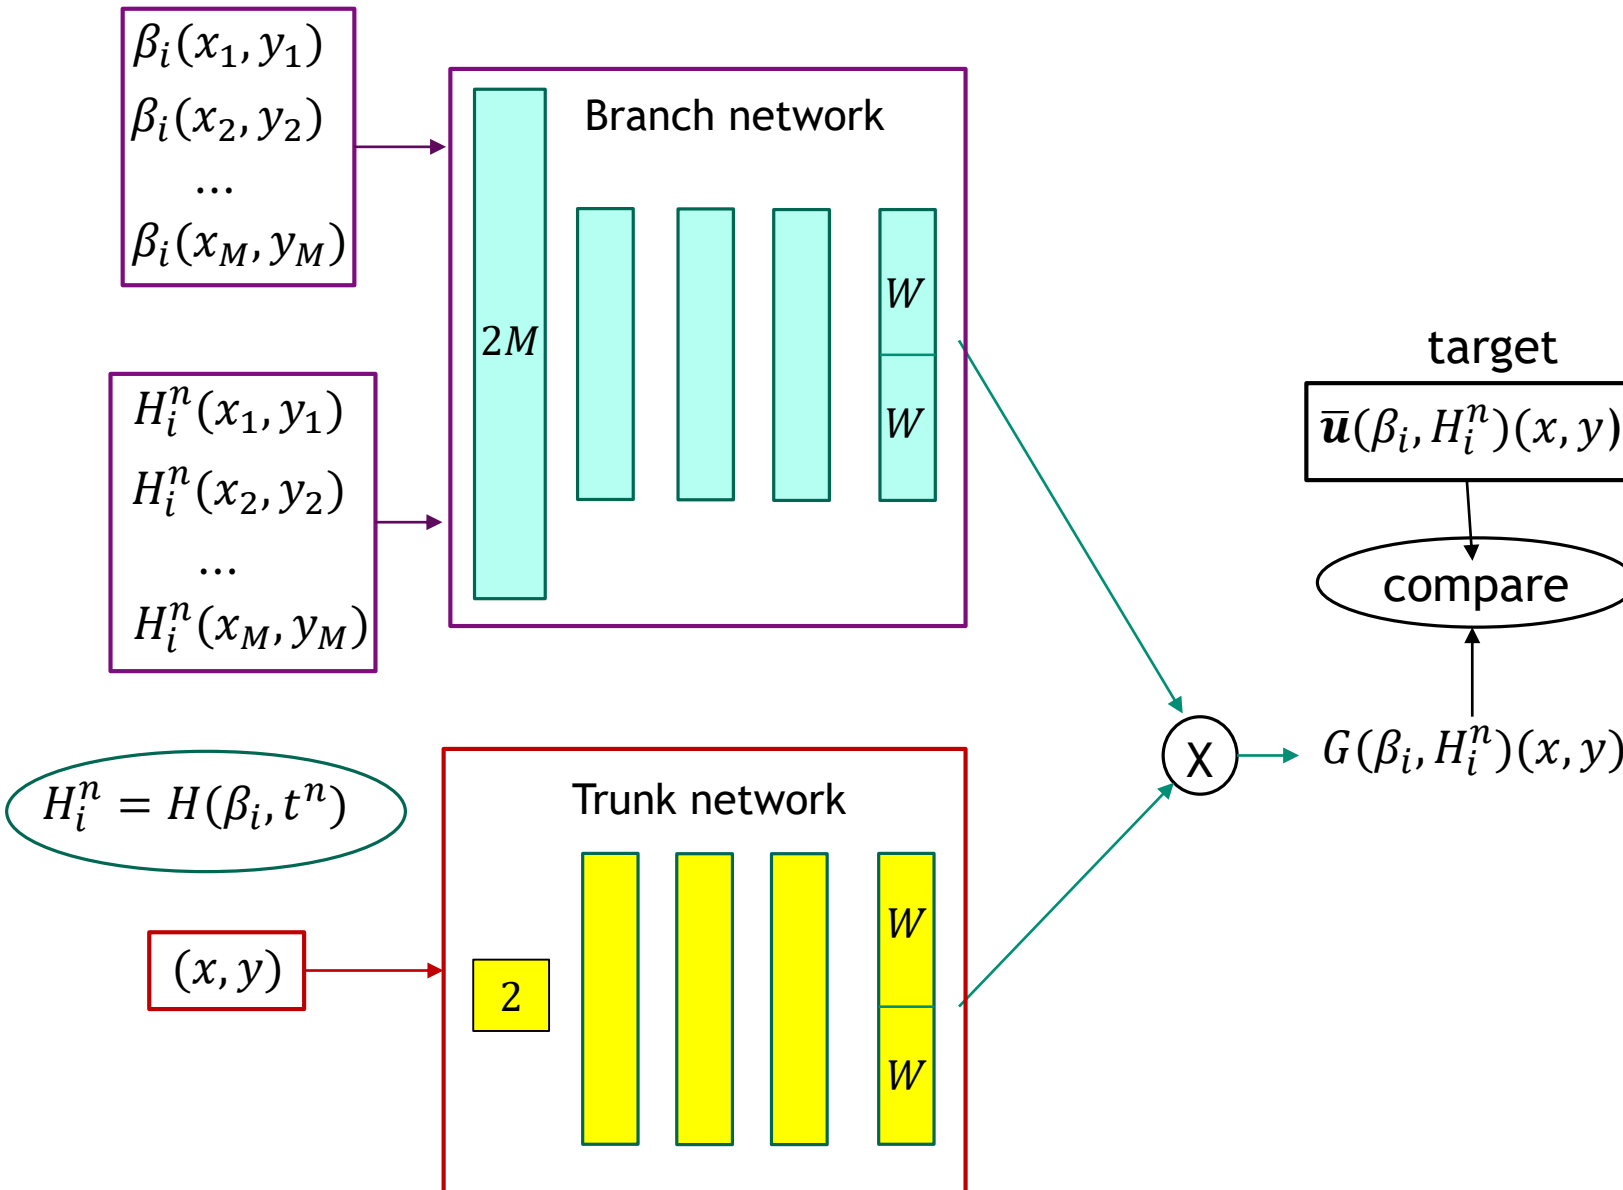 β_i(x_1, y_1)
β_i(x_2, y_2)
...
β_i(x_M, y_M)
H_i^n(x_1, y_1)
H_i^n(x_2, y_2)
...
H_i^n(x_M, y_M)
Branch network
2M
W
W
H_i^n = H(β_i, t^n)
(x, y)
Trunk network
2
W
W
X
target
u̅(β_i, H_i^n)(x, y)
compare
G(β_i, H_i^n)(x, y)